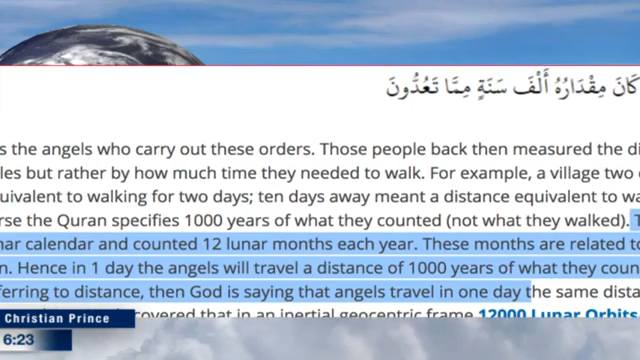 كَانَ مِقْدَارُهُ أَلْفَ سَنَةٍ مِمَّا تَعُدُّونَ
s the angels who carry out these orders. Those people back then measured the di
les but rather by how much time they needed to walk. For example, a village two
uivalent to walking for two days; ten days away meant a distance equivalent to wa
rse the Quran specifies 1000 years of what they counted (not what they walked). T
nar calendar and counted 12 lunar months each year. These months are related to
n. Hence in 1 day the angels will travel a distance of 1000 years of what they coun
ferring to distance, then God is saying that angels travel in one day the same dista
covered that in an inertial geocentric frame 12000 Lunar Orbits
Christian Prince
6:23